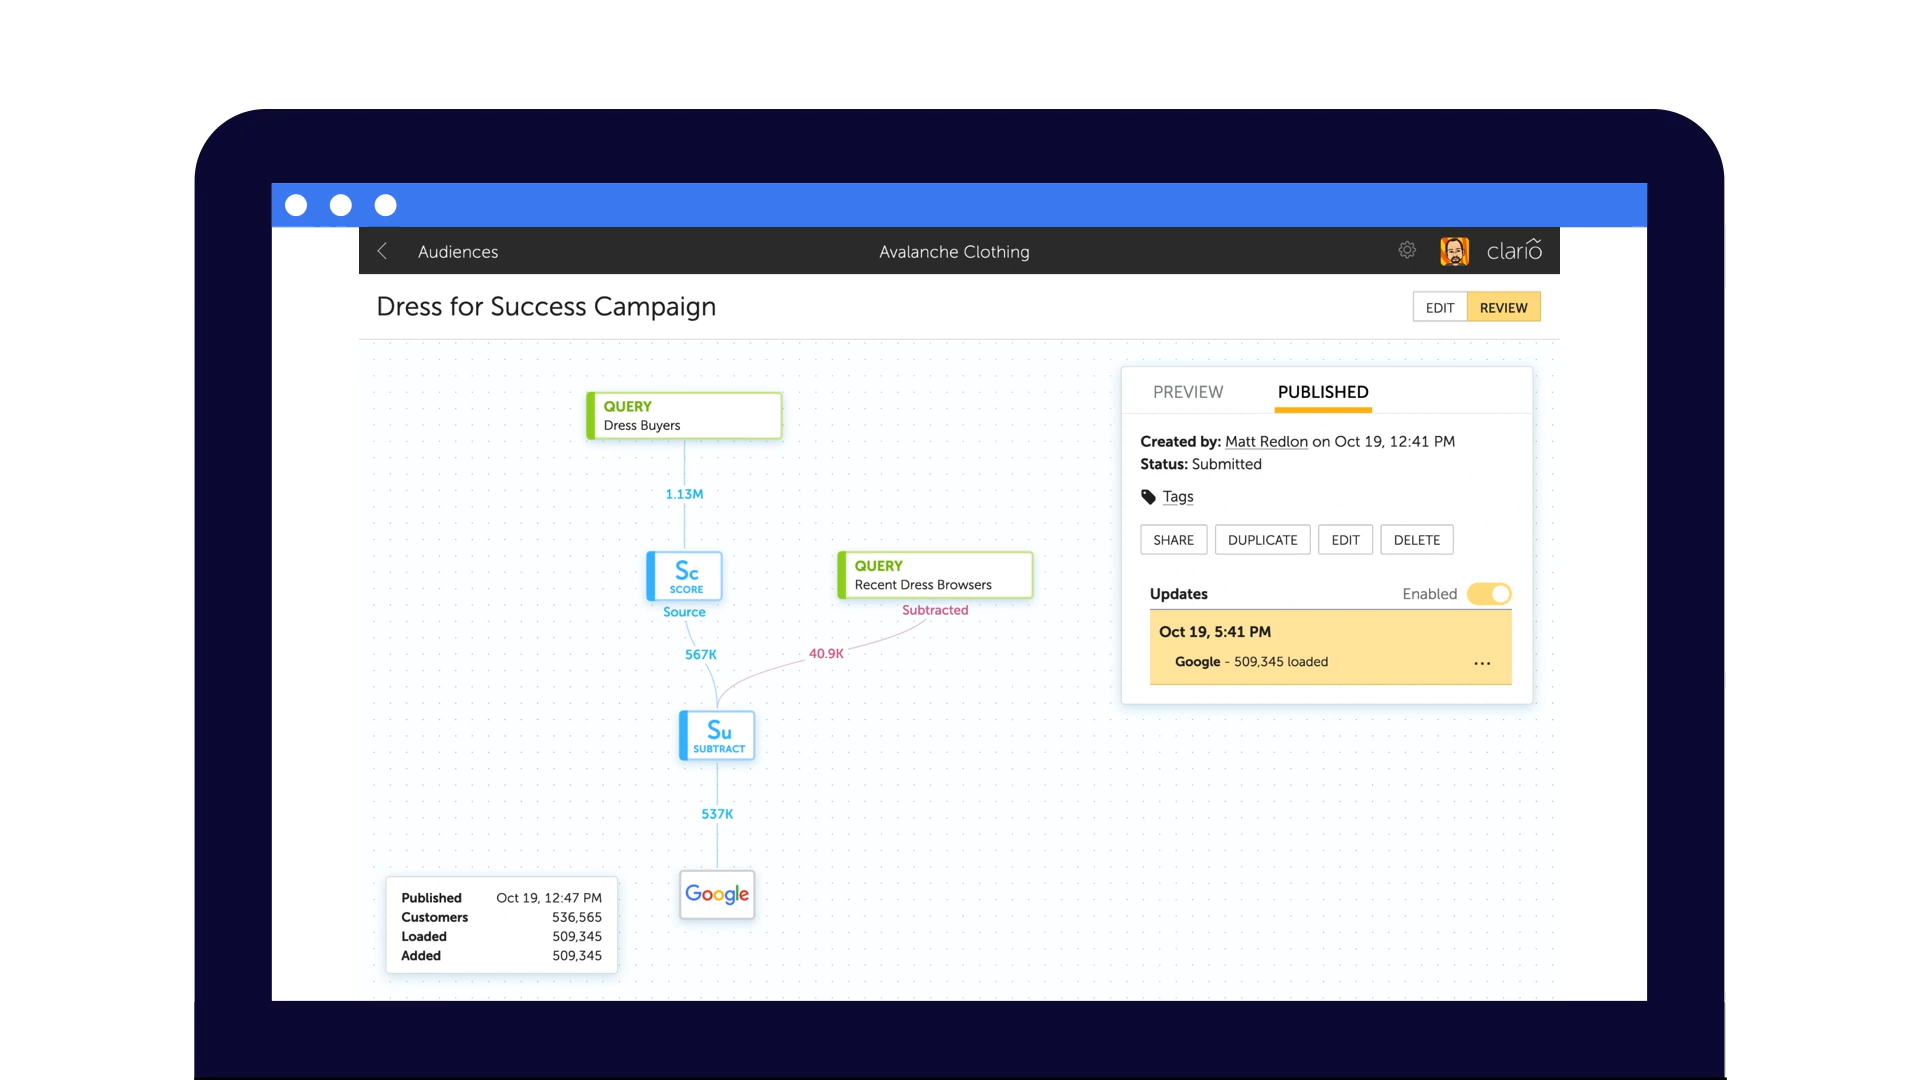 Audiences
Avalanche Clothing
clario
Dress for Success Campaign
EDIT
REVIEW
QUERY
Dress Buyers
1.13M
Sc
SCORE
Source
QUERY
Recent Dress Browsers
Subtracted
567K
40.9K
Su
SUBTRACT
537K
Google
Published Oct 19, 12:47 PM
Customers 536,565
Loaded 509,345
Added 509,345
PREVIEW
PUBLISHED
Created by: Matt Redlon on Oct 19, 12:41 PM
Status: Submitted
Tags
SHARE
DUPLICATE
EDIT
DELETE
Updates
Enabled
Oct 19, 5:41 PM
Google - 509,345 loaded
...